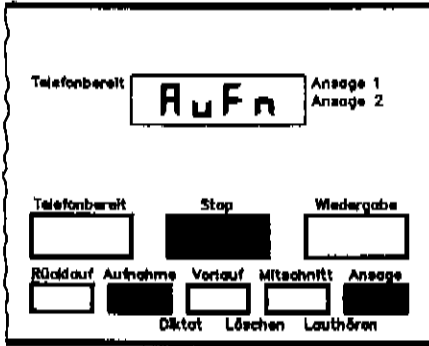 Telefonbereit AuFn Ansage 1
Ansage 2
Telefonbereit Stop Wiedergabe
Rücklauf Aufnahme Vorlauf Mitschnitt Ansage
Diktat Löschen Lauthören